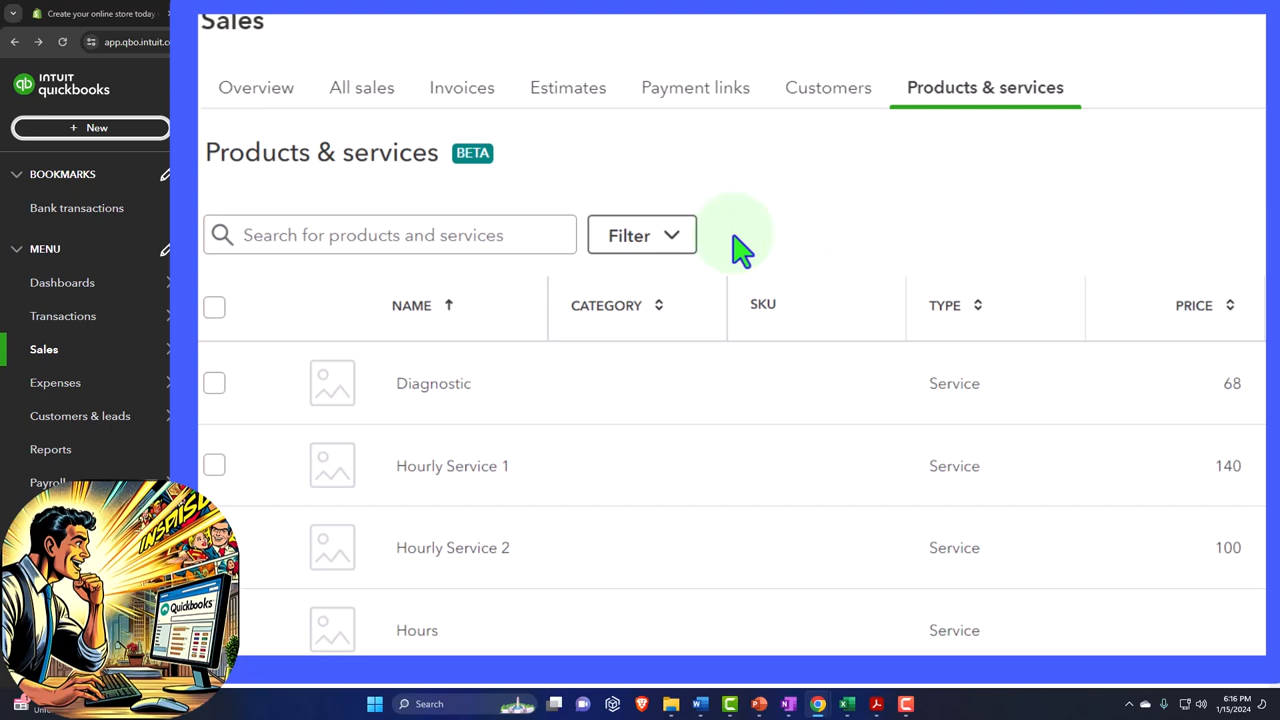 Create your online store today
Sales
app.qbo.intuit.c
INTUIT
quickbooks
Overview
All sales
Invoices
Estimates
Payment links
Customers
Products & services
+ New
Products & services
BETA
BOOKMARKS
Bank transactions
Search for products and services
Filter
MENU
Dashboards
Transactions
Sales
Expenses
Customers & leads
Reports
Payroll
NAME
CATEGORY
SKU
TYPE
PRICE
Diagnostic
Service
68
Hourly Service 1
Service
140
Hourly Service 2
Service
100
Hours
Service
Quickbooks
Search
6:16 PM
1/15/2024